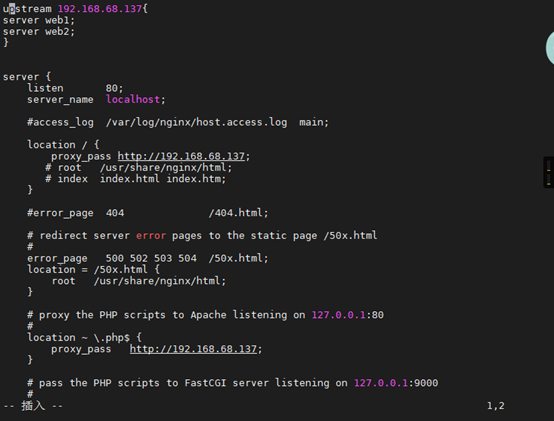 upstream 192.168.68.137{
server web1;
server web2;
}
server {
    listen       80;
    server_name  localhost;
    #access_log  /var/log/nginx/host.access.log  main;
    location / {
        proxy_pass http://192.168.68.137;
       # root   /usr/share/nginx/html;
       # index  index.html index.htm;
    }
    #error_page  404              /404.html;
    # redirect server error pages to the static page /50x.html
    #
    error_page   500 502 503 504  /50x.html;
    location = /50x.html {
        root   /usr/share/nginx/html;
    }
    # proxy the PHP scripts to Apache listening on 127.0.0.1:80
    #
    location ~ \.php$ {
        proxy_pass   http://192.168.68.137;
    }
    # pass the PHP scripts to FastCGI server listening on 127.0.0.1:9000
    #
-- 插入 --                                                                    1,2